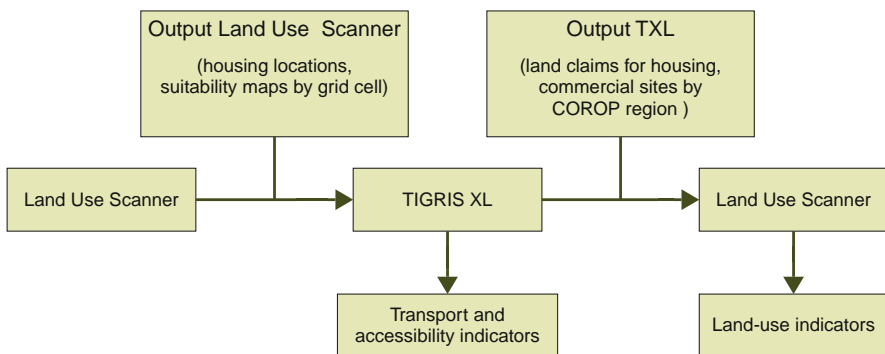 Output Land Use Scanner
(housing locations,
suitability maps by grid cell)
Output TXL
(land claims for housing,
commercial sites by
COROP region )
Land Use Scanner
TIGRIS XL
Land Use Scanner
Transport and
accessibility indicators
Land-use indicators